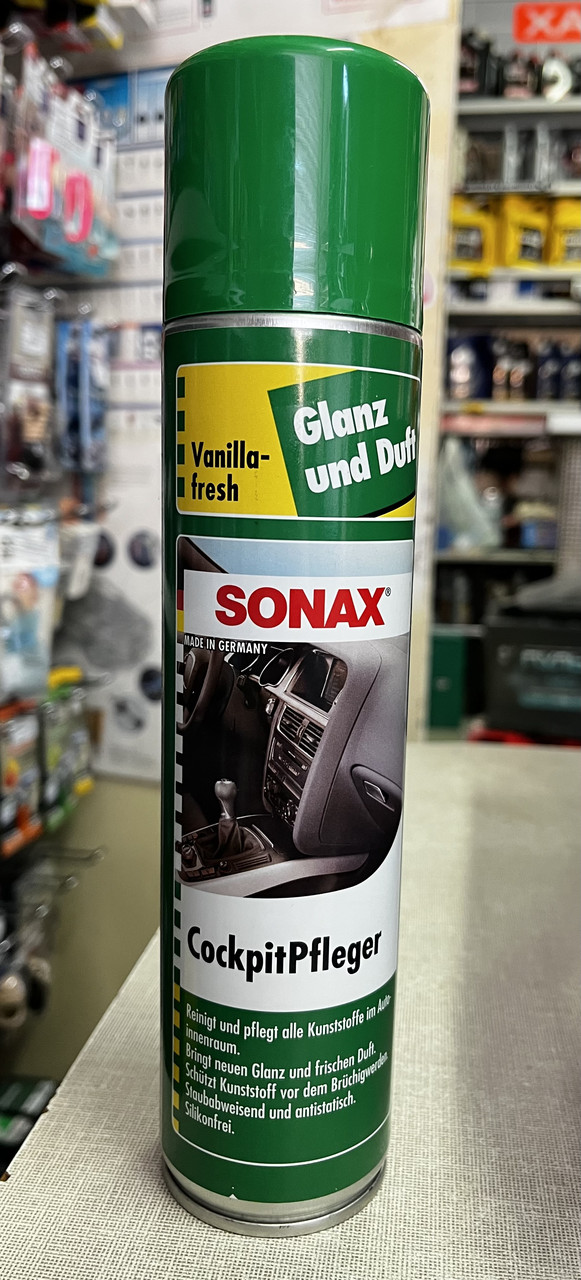 XA
Glanz
und Duft
Vanilla-
fresh
SONAX®
MADE IN GERMANY
CockpitPfleger
Reinigt und pflegt alle Kunststoffe im Auto-
innenraum.
Bringt neuen Glanz und frischen Duft.
Schützt Kunststoff vor dem Brüchigwerden.
Staubabweisend und antistatisch.
Silikonfrei.